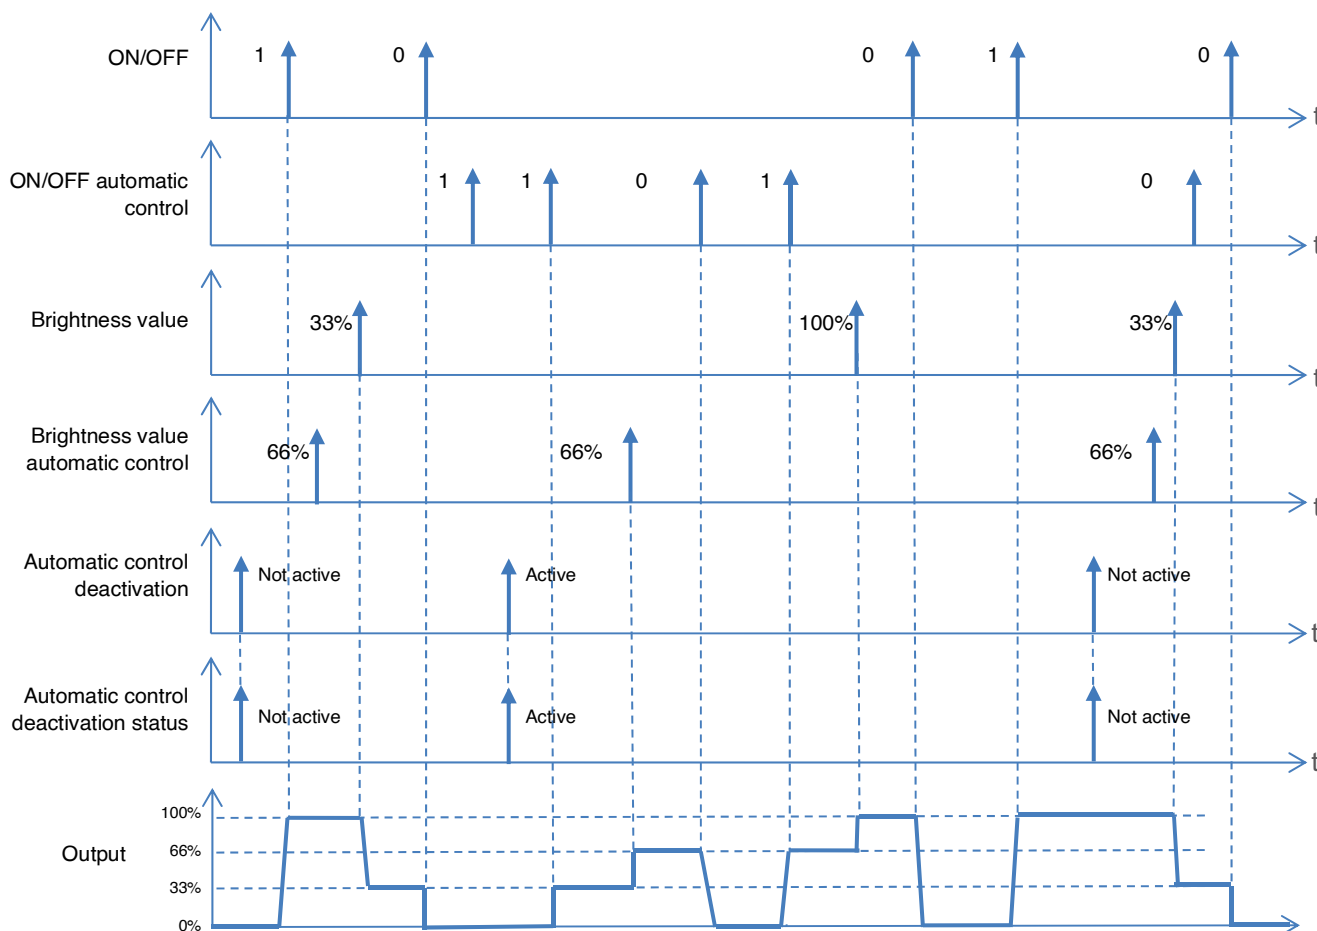 ON/OFF
1
0
0
1
0
t
ON/OFF automatic
control
1
1
0
1
0
t
Brightness value
33%
100%
33%
t
Brightness value
automatic control
66%
66%
66%
t
Automatic control
deactivation
Not active
Active
Not active
t
Automatic control
deactivation status
Not active
Active
Not active
t
Output
100%
66%
33%
0%